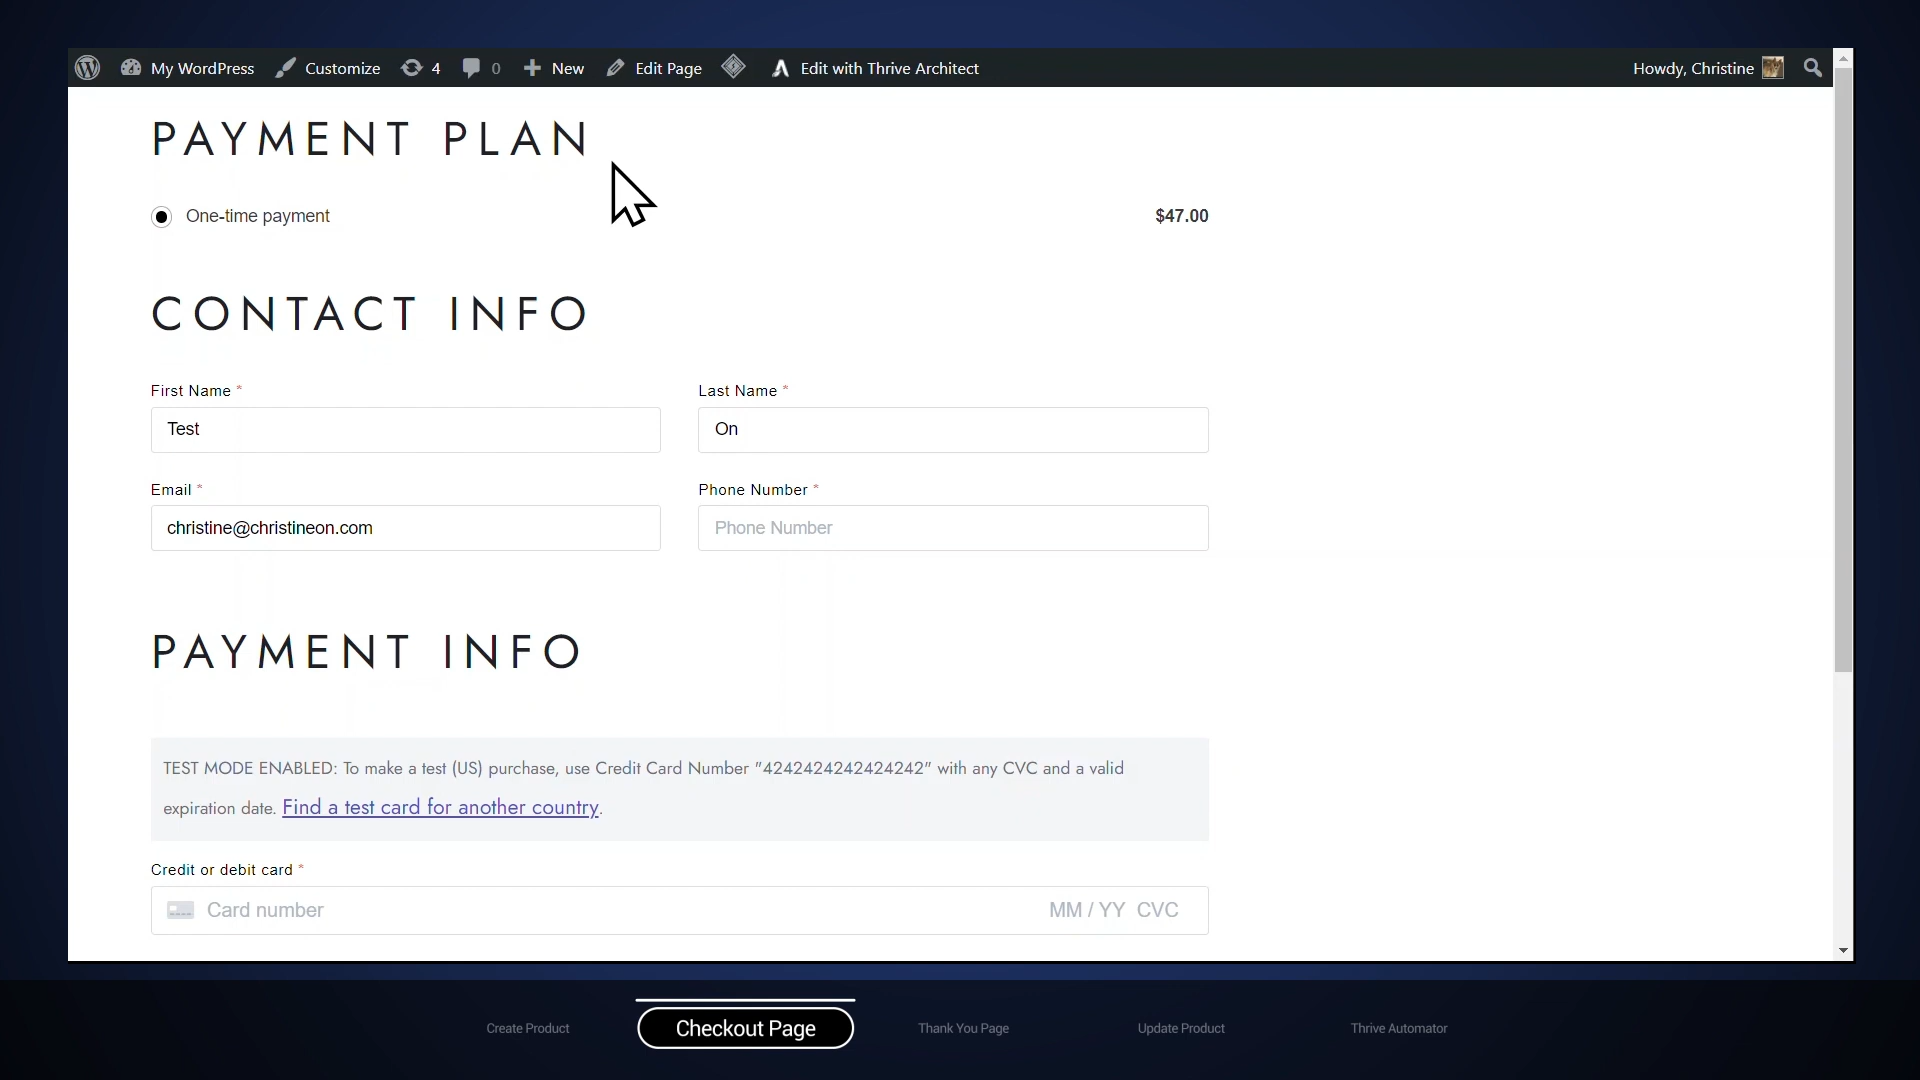 My WordPress Customize 4 0 New Edit Page Edit with Thrive Architect Howdy, Christine
PAYMENT PLAN
One-time payment $47.00
CONTACT INFO
First Name * Last Name *
Test On
Email * Phone Number *
christine@christineon.com Phone Number
PAYMENT INFO
TEST MODE ENABLED: To make a test (US) purchase, use Credit Card Number "4242424242424242" with any CVC and a valid
expiration date. Find a test card for another country.
Credit or debit card *
Card number MM / YY CVC
Create Product Checkout Page Thank You Page Update Product Thrive Automator